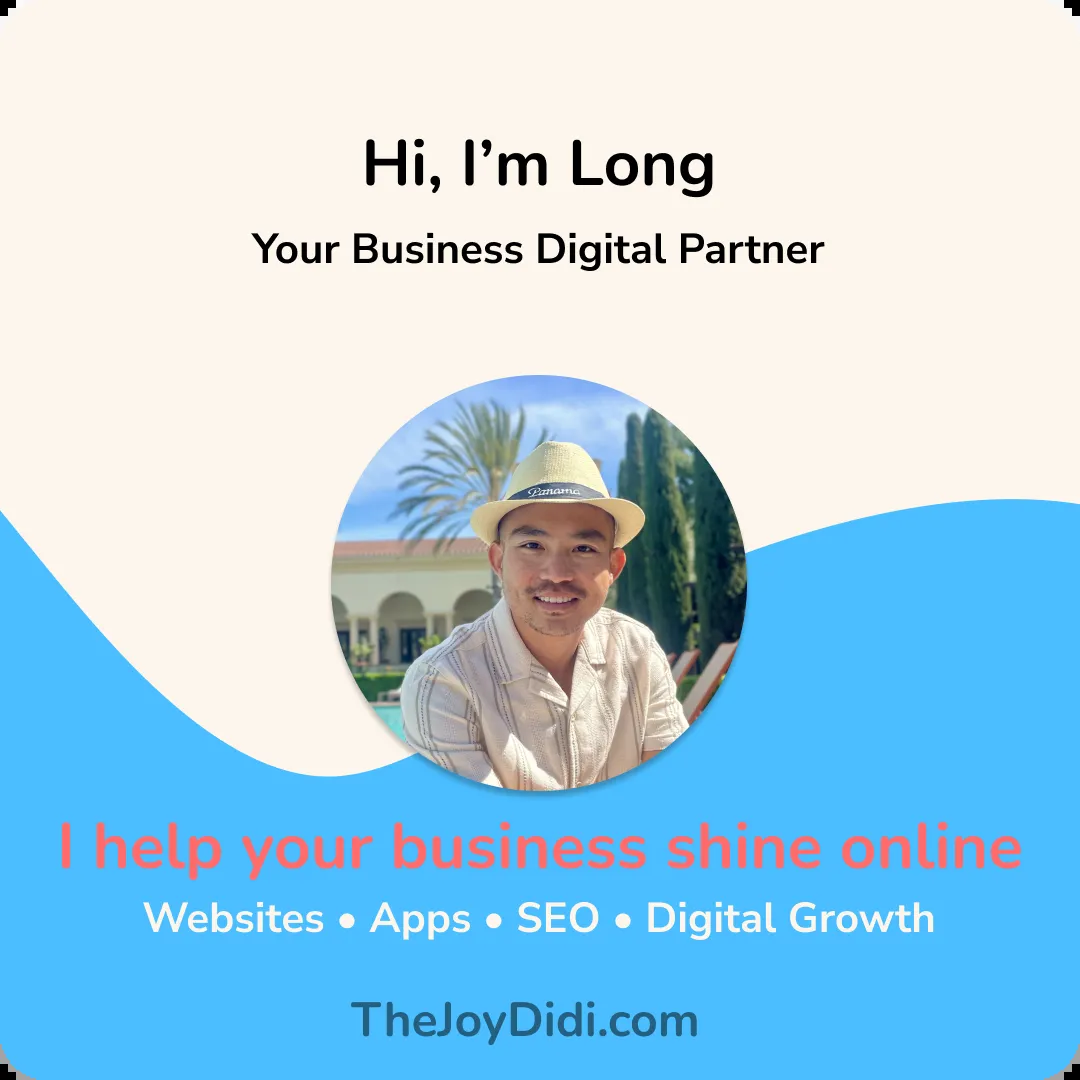 Hi, I’m Long
Your Business Digital Partner
Panama
I help your business shine online
Websites • Apps • SEO • Digital Growth
TheJoyDidi.com